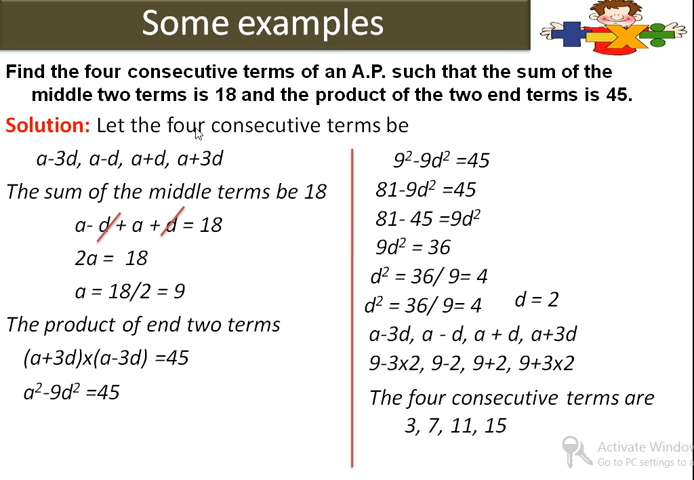 Some examples
Find the four consecutive terms of an A.P. such that the sum of the
middle two terms is 18 and the product of the two end terms is 45.
Solution: Let the four consecutive terms be
a-3d, a-d, a+d, a+3d
The sum of the middle terms be 18
a- d + a + d = 18
2a = 18
a = 18/2 = 9
The product of end two terms
(a+3d)x(a-3d) =45
a²-9d² =45
9²-9d² =45
81-9d² =45
81- 45 =9d²
9d² = 36
d² = 36/ 9= 4
d² = 36/ 9= 4 d = 2
a-3d, a - d, a + d, a+3d
9-3x2, 9-2, 9+2, 9+3x2
The four consecutive terms are
3, 7, 11, 15
Activate Window
Go to PC settings to a